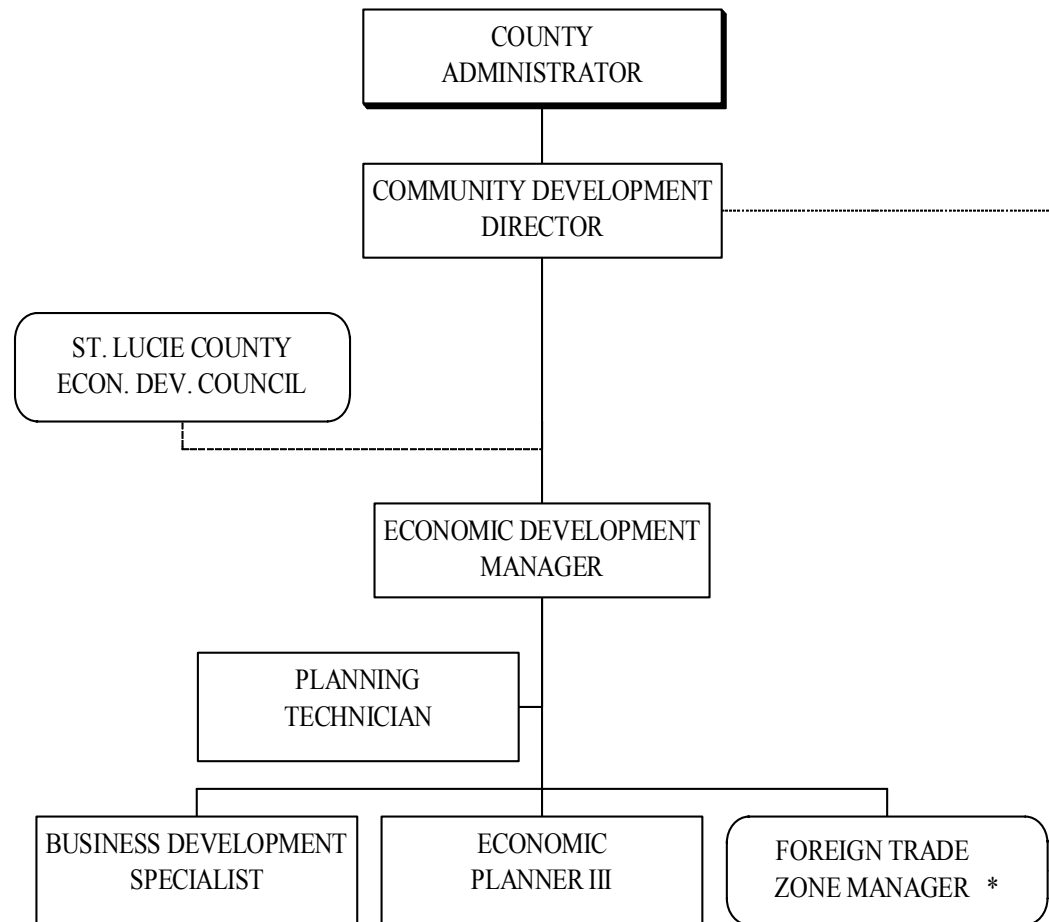 COUNTY
ADMINISTRATOR
COMMUNITY DEVELOPMENT
DIRECTOR
ST. LUCIE COUNTY
ECON. DEV. COUNCIL
ECONOMIC DEVELOPMENT
MANAGER
PLANNING
TECHNICIAN
BUSINESS DEVELOPMENT
SPECIALIST
ECONOMIC
PLANNER III
FOREIGN TRADE
ZONE MANAGER *